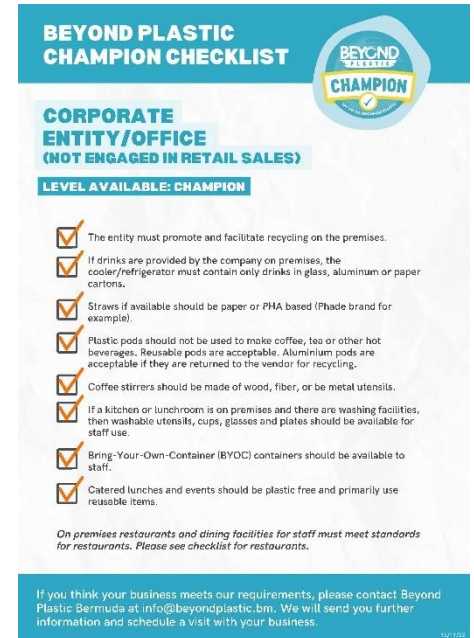 BEYOND PLASTIC
CHAMPION CHECKLIST
BEYOND
PLASTIC
CHAMPION
CORPORATE
ENTITY/OFFICE
(NOT ENGAGED IN RETAIL SALES)
LEVEL AVAILABLE: CHAMPION
The entity must promote and facilitate recycling on the premises.
If drinks are provided by the company on premises, the
cooler/refrigerator must contain only drinks in glass, aluminum or paper
cartons.
Straws if available should be paper or PHA based (Phade brand for
example).
Plastic pods should not be used to make coffee, tea or other hot
beverages. Reusable pods are acceptable. Aluminium pods are
acceptable if they are returned to the vendor for recycling.
Coffee stirrers should be made of wood, fiber, or be metal utensils.
If a kitchen or lunchroom is on premises and there are washing facilities,
then washable utensils, cups, glasses and plates should be available for
staff use.
Bring-Your-Own-Container (BYOC) containers should be available to
staff.
Catered lunches and events should be plastic free and primarily use
reusable items.
On premises restaurants and dining facilities for staff must meet standards
for restaurants. Please see checklist for restaurants.
If you think your business meets our requirements, please contact Beyond
Plastic Bermuda at info@beyondplastic.bm. We will send you further
information and schedule a visit with your business.